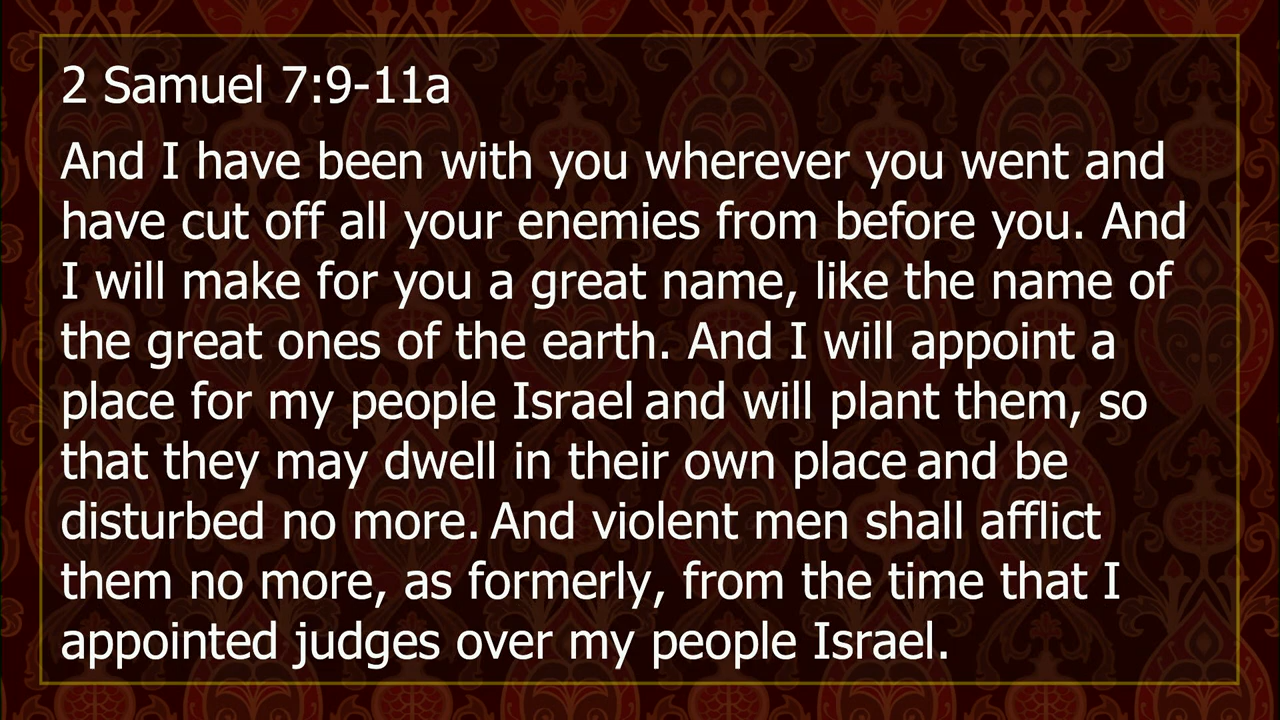 2 Samuel 7:9-11a
And I have been with you wherever you went and
have cut off all your enemies from before you. And
I will make for you a great name, like the name of
the great ones of the earth. And I will appoint a
place for my people Israel and will plant them, so
that they may dwell in their own place and be
disturbed no more. And violent men shall afflict
them no more, as formerly, from the time that I
appointed judges over my people Israel.